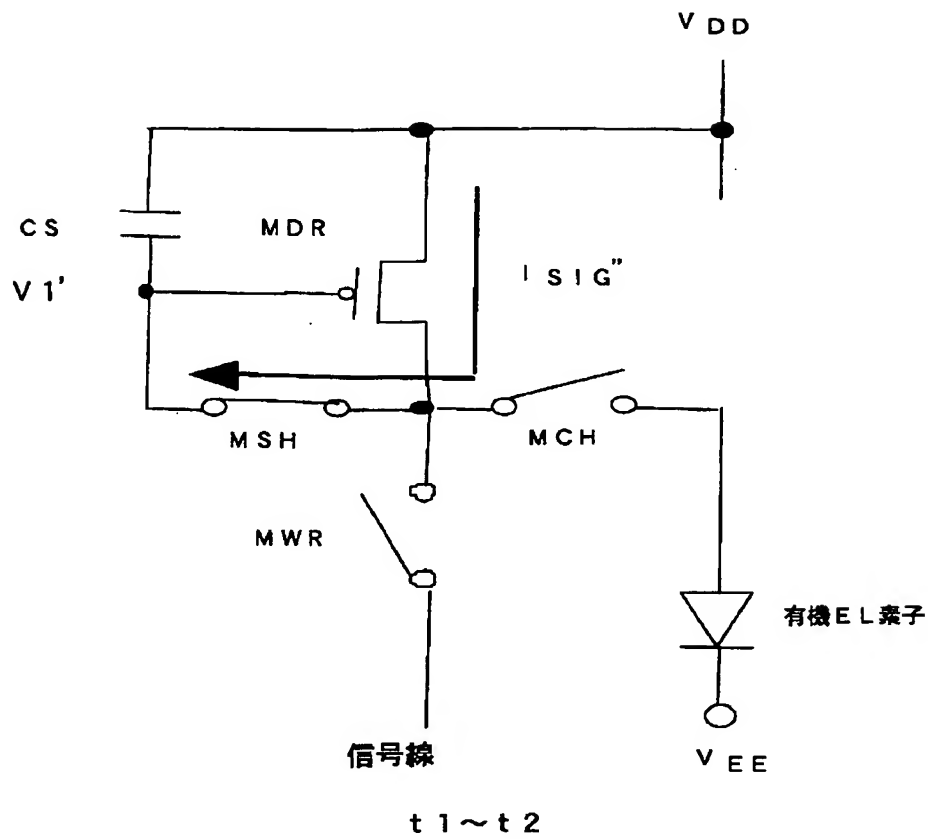 VDD
CS
MDR
ISIG"
V1'
MSH
MCH
MWR
有機EL素子
信号線
VEE
t1～t2